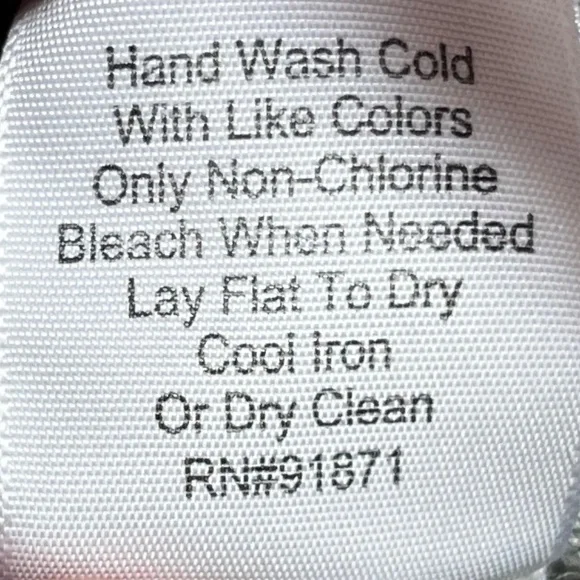 Hand Wash Cold
With Like Colors
Only Non-Chlorine
Bleach When Needed
Lay Flat To Dry
Cool Iron
Or Dry Clean
RN#91871